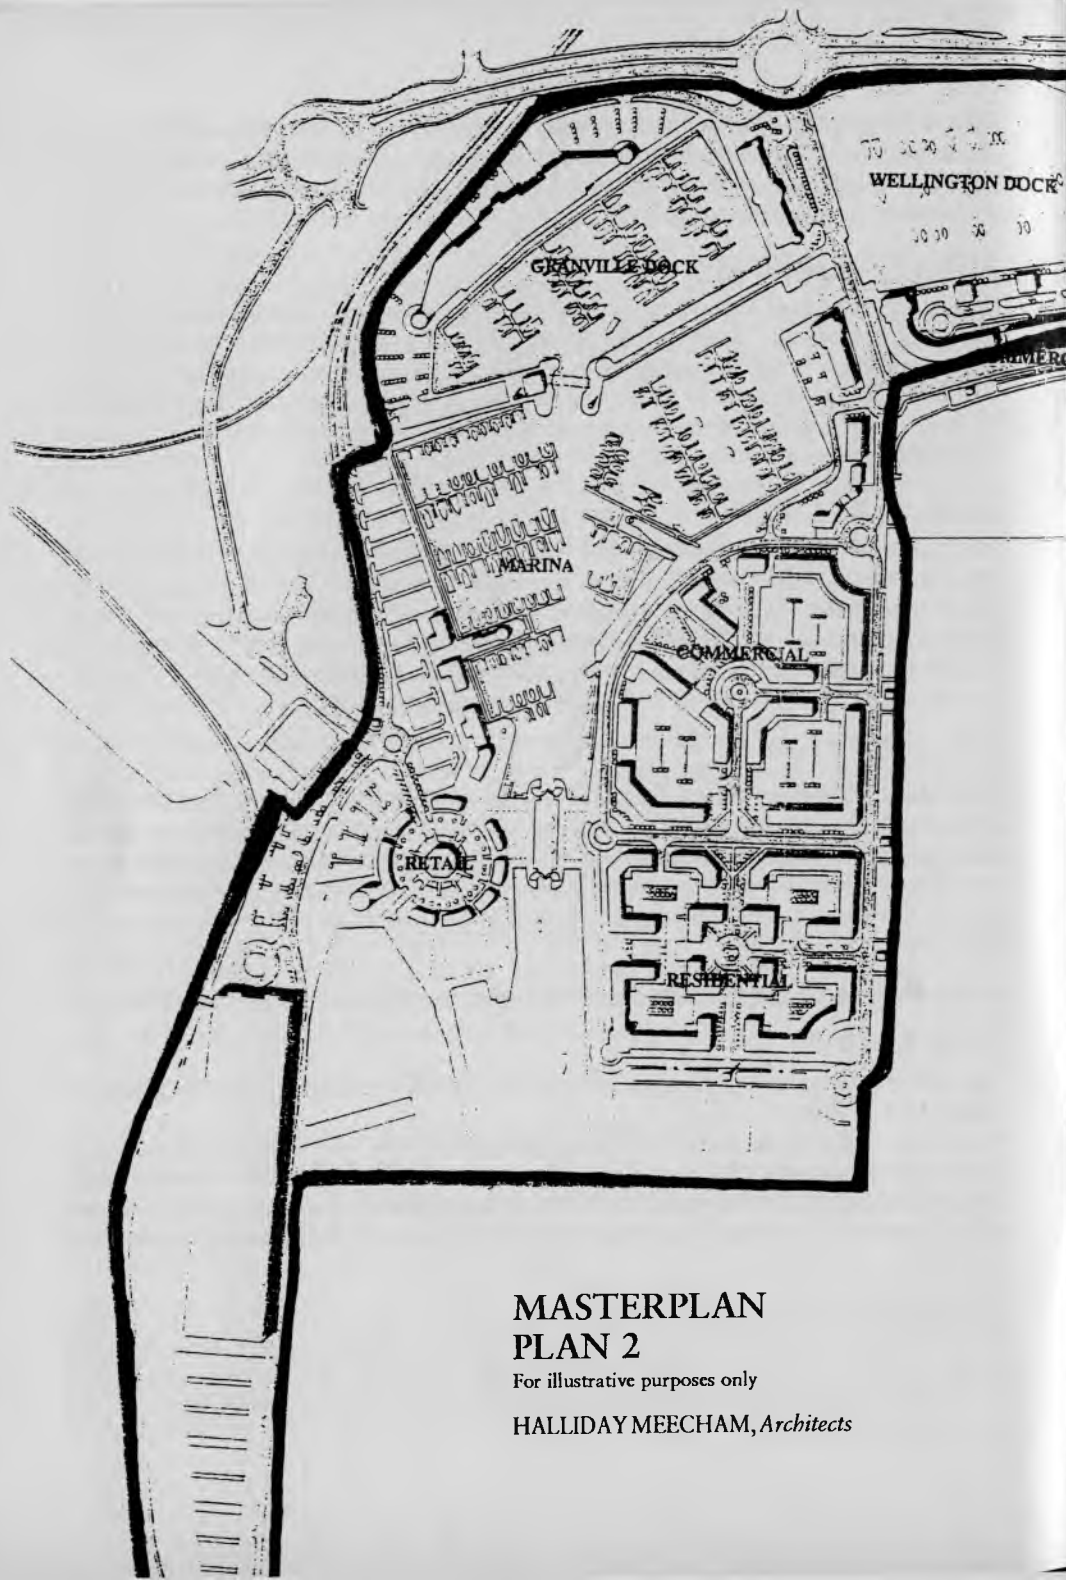 WELLINGTON DOCK
GRANVILLE DOCK
MARINA
COMMERCIAL
RETAIL
RESIDENTIAL
MASTERPLAN
PLAN 2
For illustrative purposes only
HALLIDAY MEECHAM, Architects